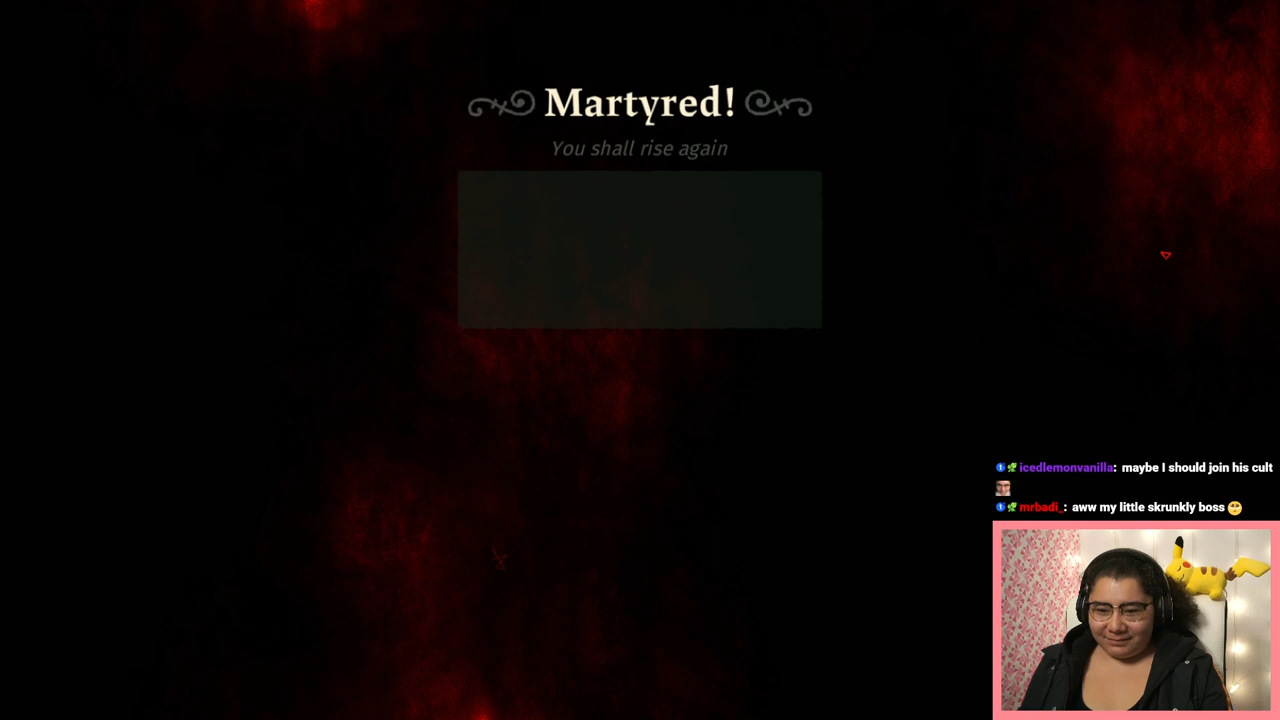 Martyred!
You shall rise again
icedlemonvanilla: maybe I should join his cult
mrbadi_: aww my little skrunkly boss